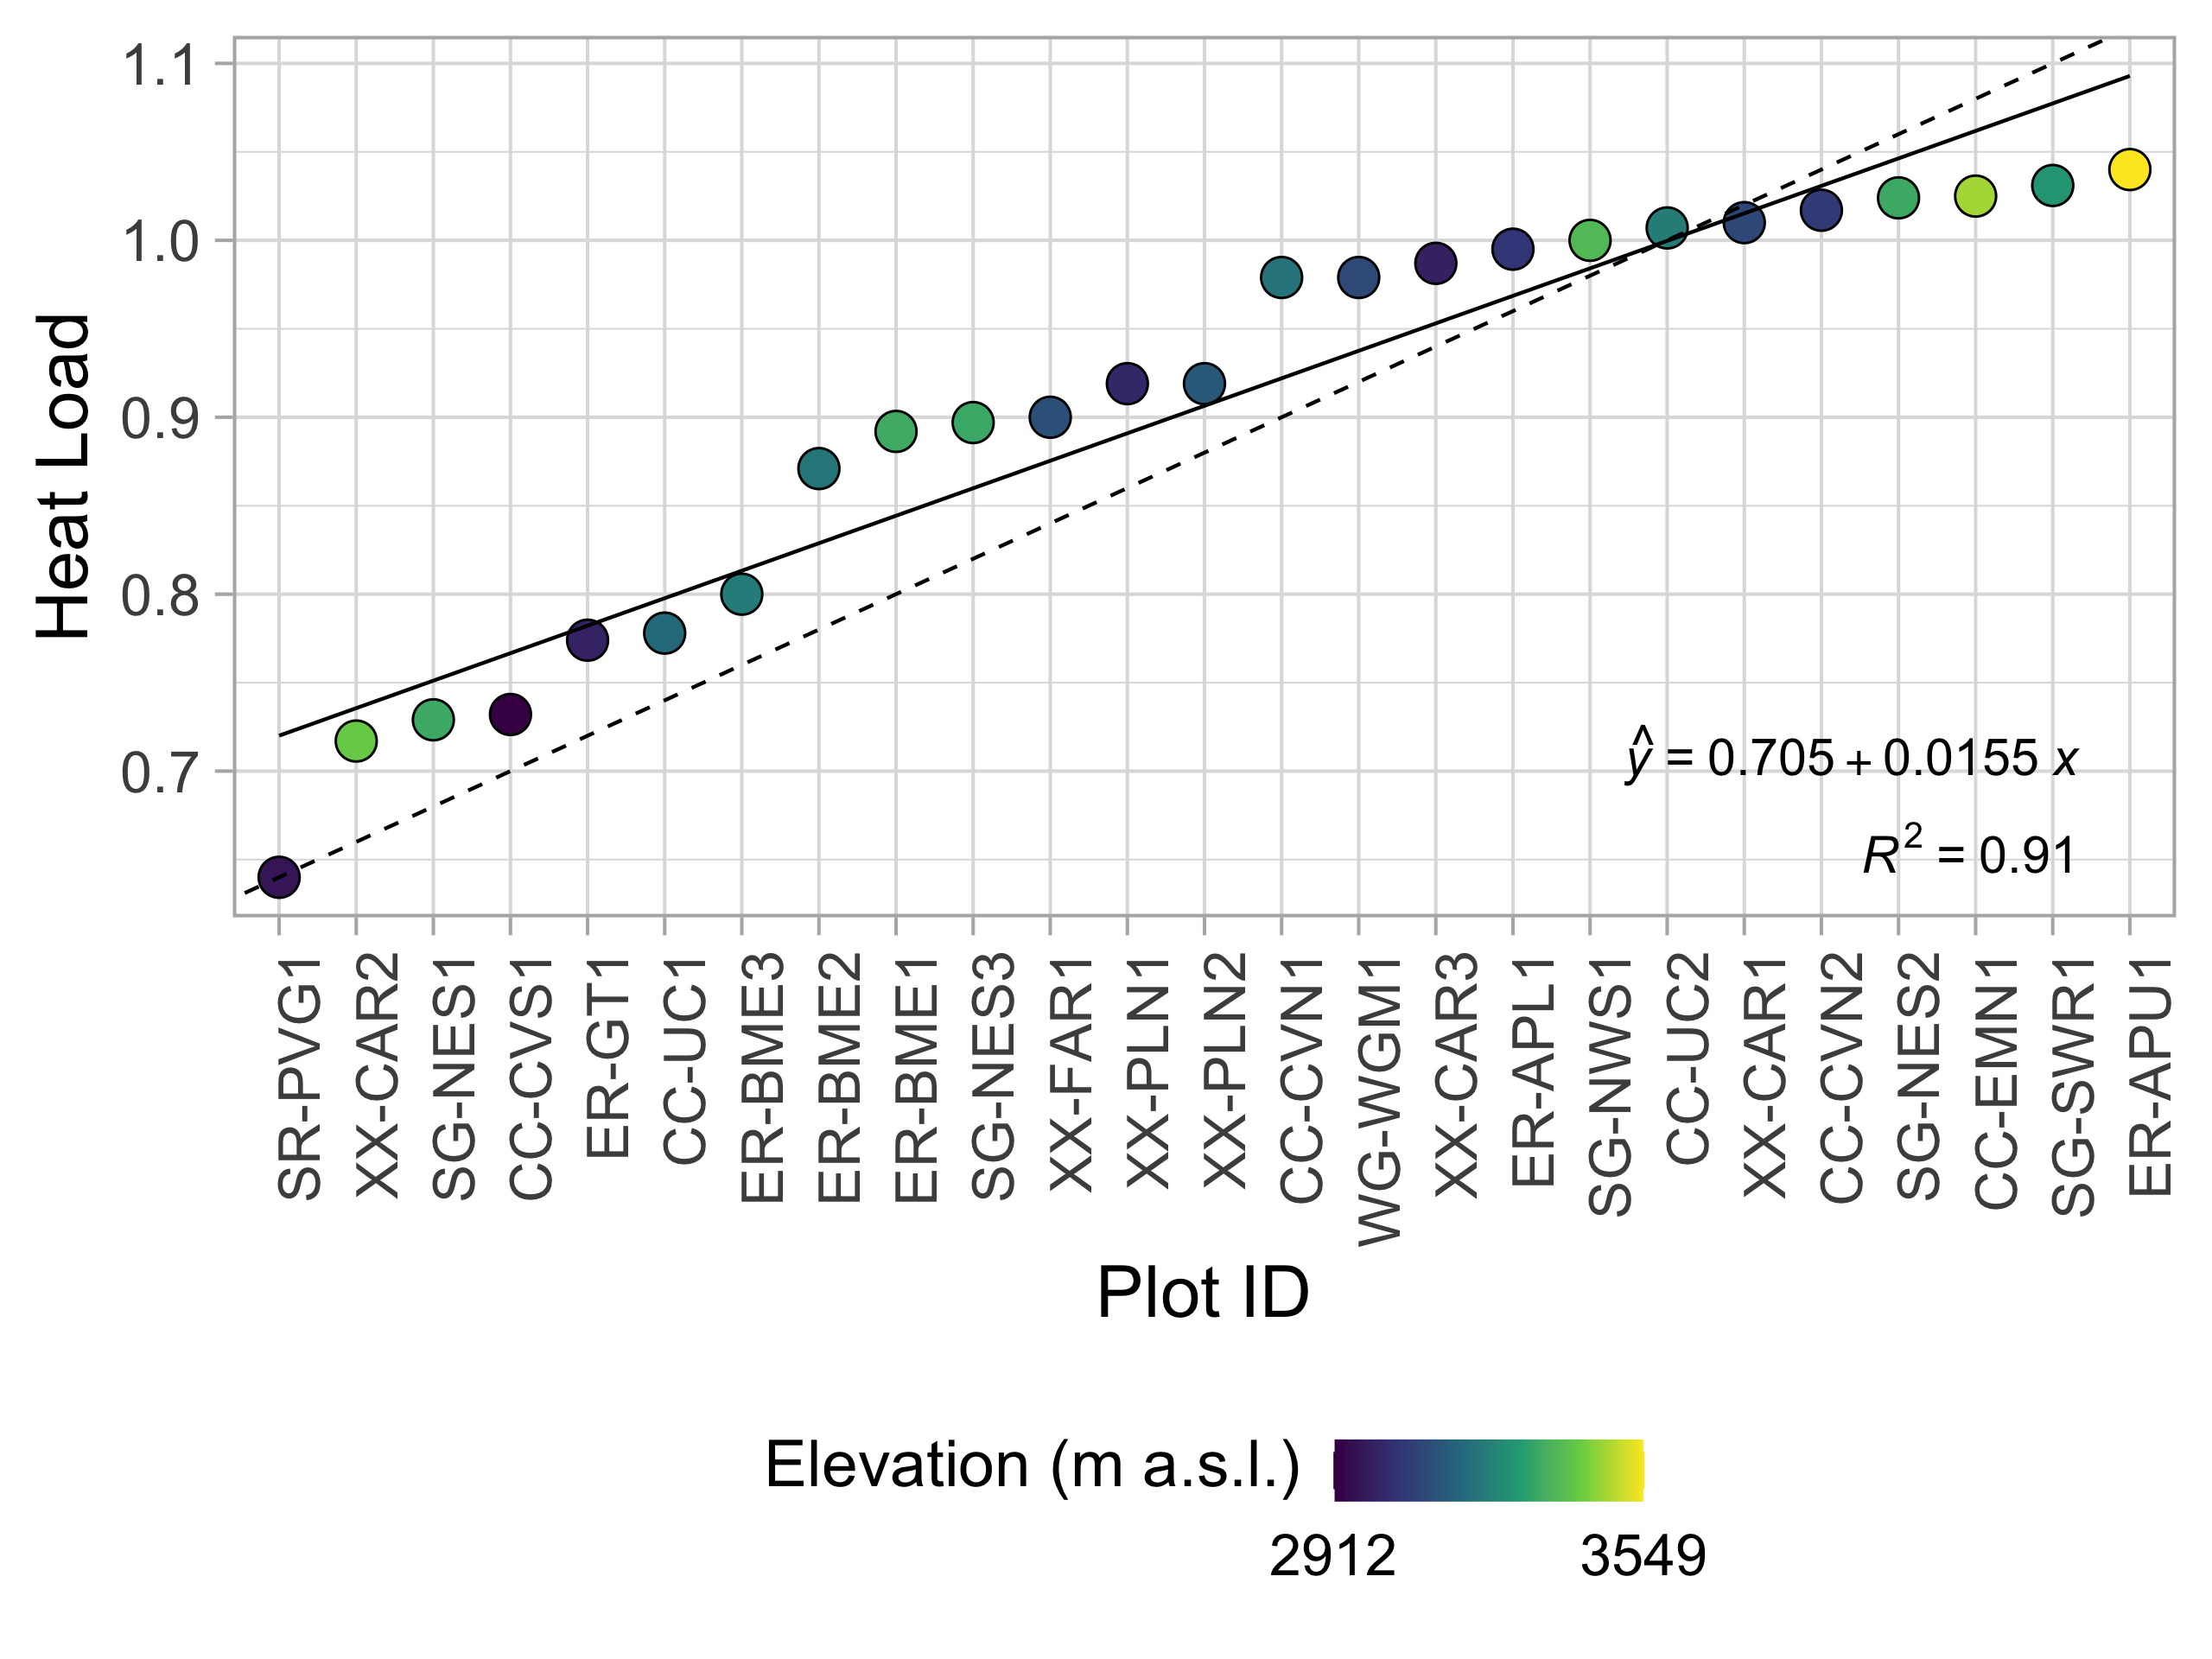 1.1
1.0
0.9
0.8
0.7
Heat Load
ŷ = 0.705 + 0.0155 x
R² = 0.91
SR-PVG1
XX-CAR2
SG-NES1
CC-CVS1
ER-GT1
CC-UC1
ER-BME3
ER-BME2
ER-BME1
SG-NES3
XX-FAR1
XX-PLN1
XX-PLN2
CC-CVN1
WG-WGM1
XX-CAR3
ER-APL1
SG-NWS1
CC-UC2
XX-CAR1
CC-CVN2
SG-NES2
CC-EMN1
SG-SWR1
ER-APU1
Plot ID
Elevation (m a.s.l.)
2912 3549